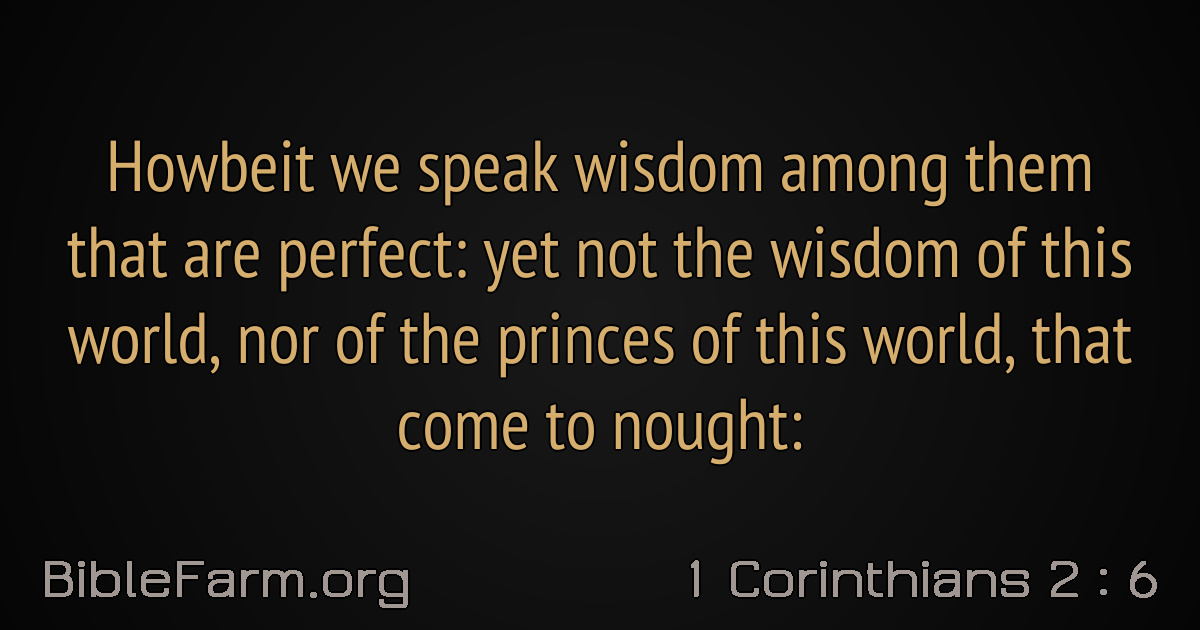 Howbeit we speak wisdom among them
that are perfect: yet not the wisdom of this
world, nor of the princes of this world, that
come to nought:
BibleFarm.org
1 Corinthians 2 : 6